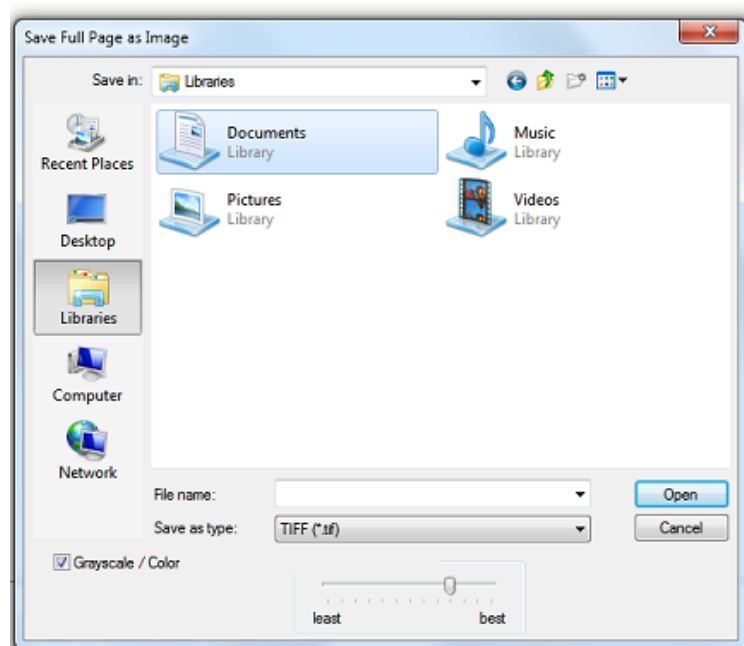 Save Full Page as Image
Save in: Libraries
Recent Places
Desktop
Libraries
Computer
Network
Documents
Library
Music
Library
Pictures
Library
Videos
Library
File name:
Open
Save as type: TIFF (*.tif) Cancel
Grayscale / Color
least best